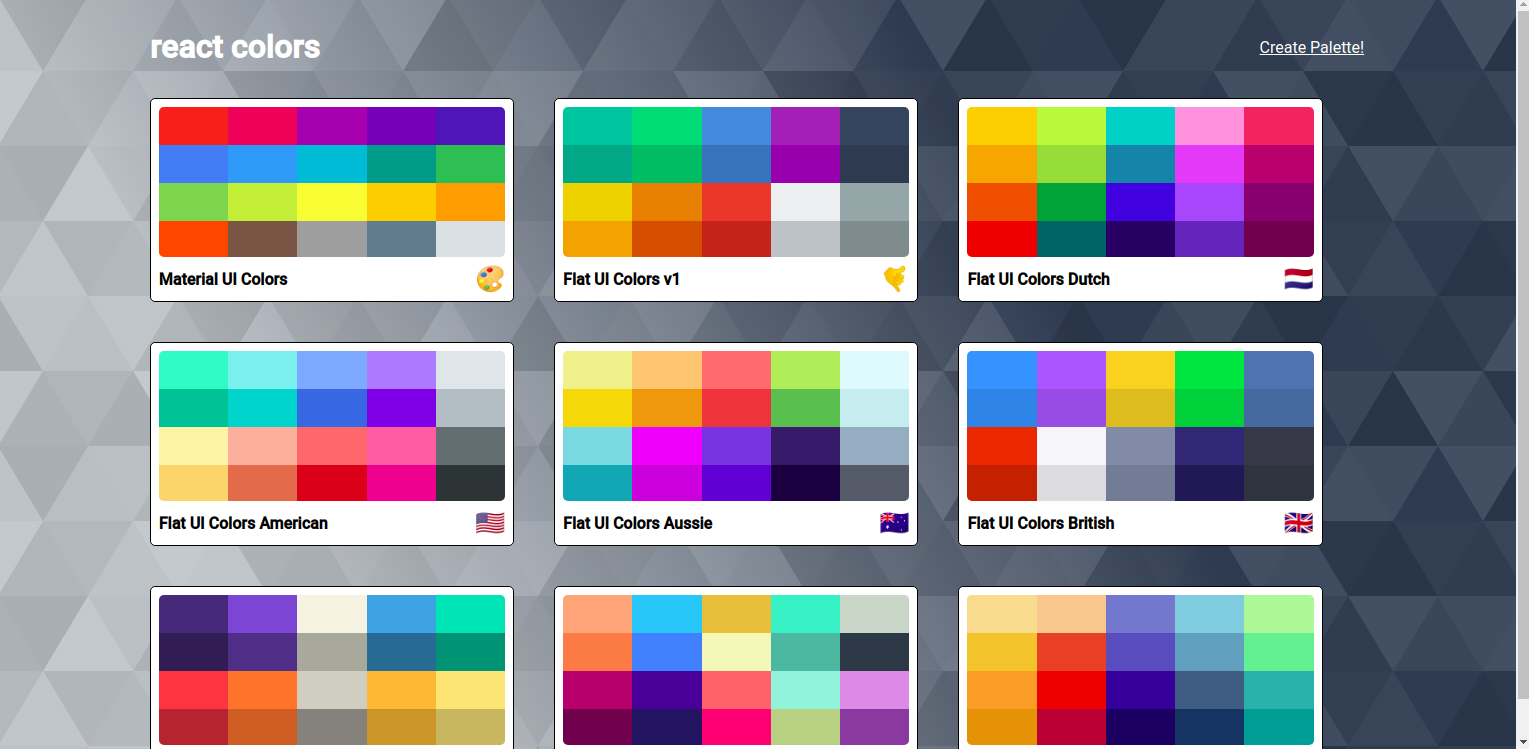 react colors
Create Palette!
Material UI Colors
Flat UI Colors v1
Flat UI Colors Dutch
Flat UI Colors American
Flat UI Colors Aussie
Flat UI Colors British